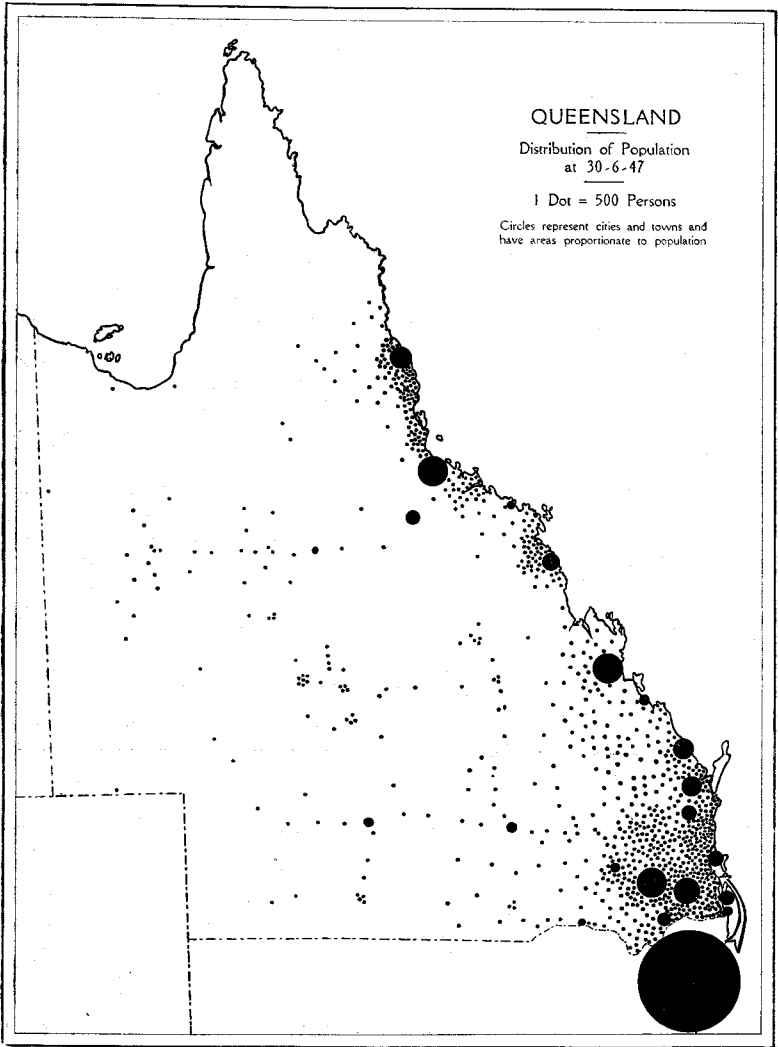 QUEENSLAND
Distribution of Population
at 30-6-47
1 Dot = 500 Persons
Circles represent cities and towns and
have areas proportionate to population